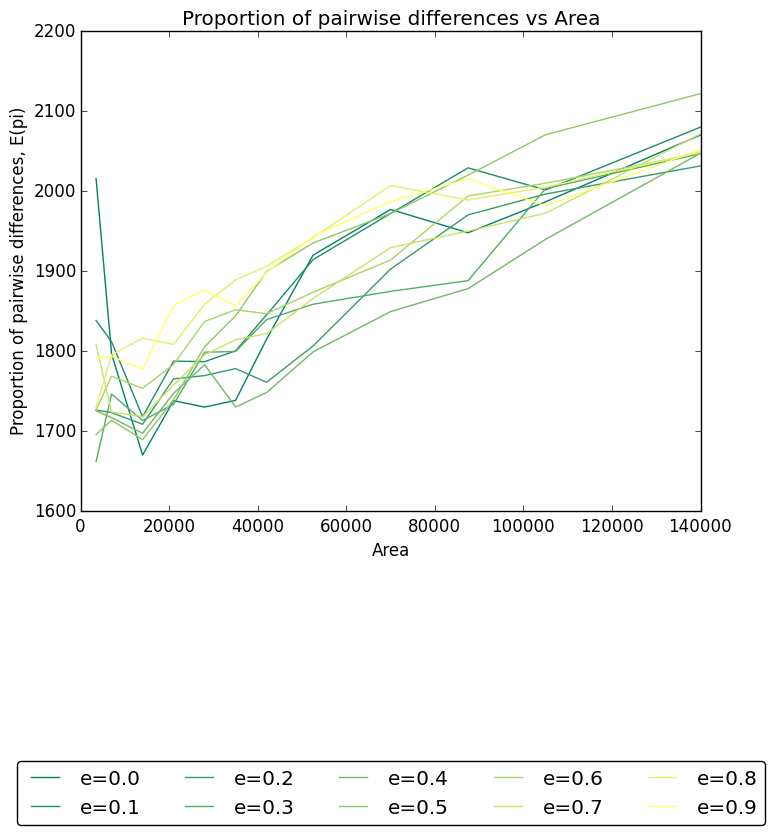 Proportion of pairwise differences vs Area
Proportion of pairwise differences, E(pi)
2200
2100
2000
1900
1800
1700
1600
0 20000 40000 60000 80000 100000 120000 140000
Area
e=0.0 e=0.2 e=0.4 e=0.6 e=0.8
e=0.1 e=0.3 e=0.5 e=0.7 e=0.9